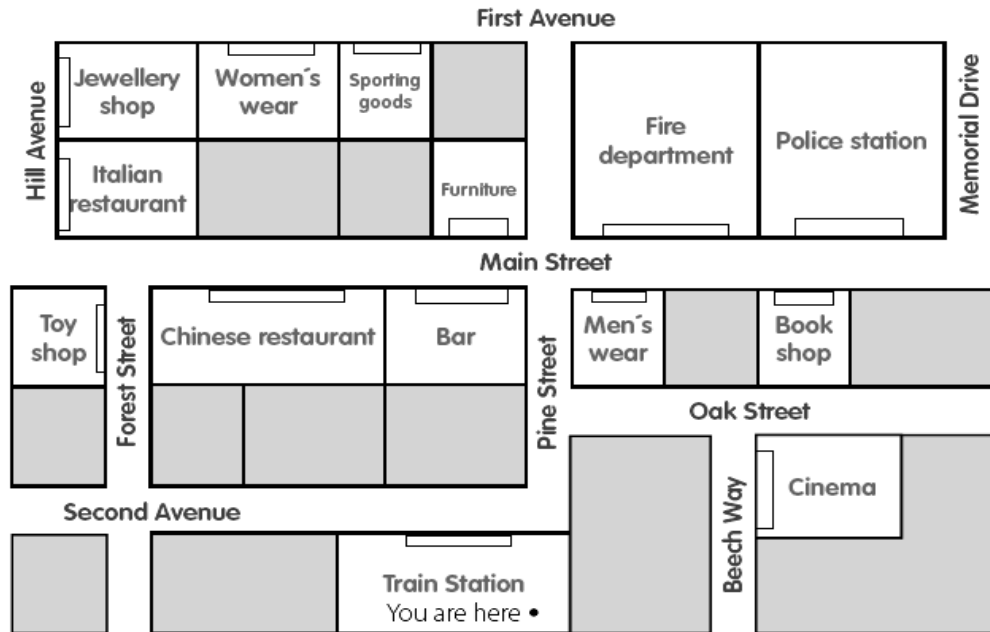 First Avenue
Hill Avenue
Jewellery
shop
Women´s
wear
Sporting
goods
Fire
department
Police station
Memorial Drive
Italian
restaurant
Furniture
Main Street
Toy
shop
Forest Street
Chinese restaurant
Bar
Pine Street
Men´s
wear
Book
shop
Oak Street
Second Avenue
Beech Way
Cinema
Train Station
You are here •